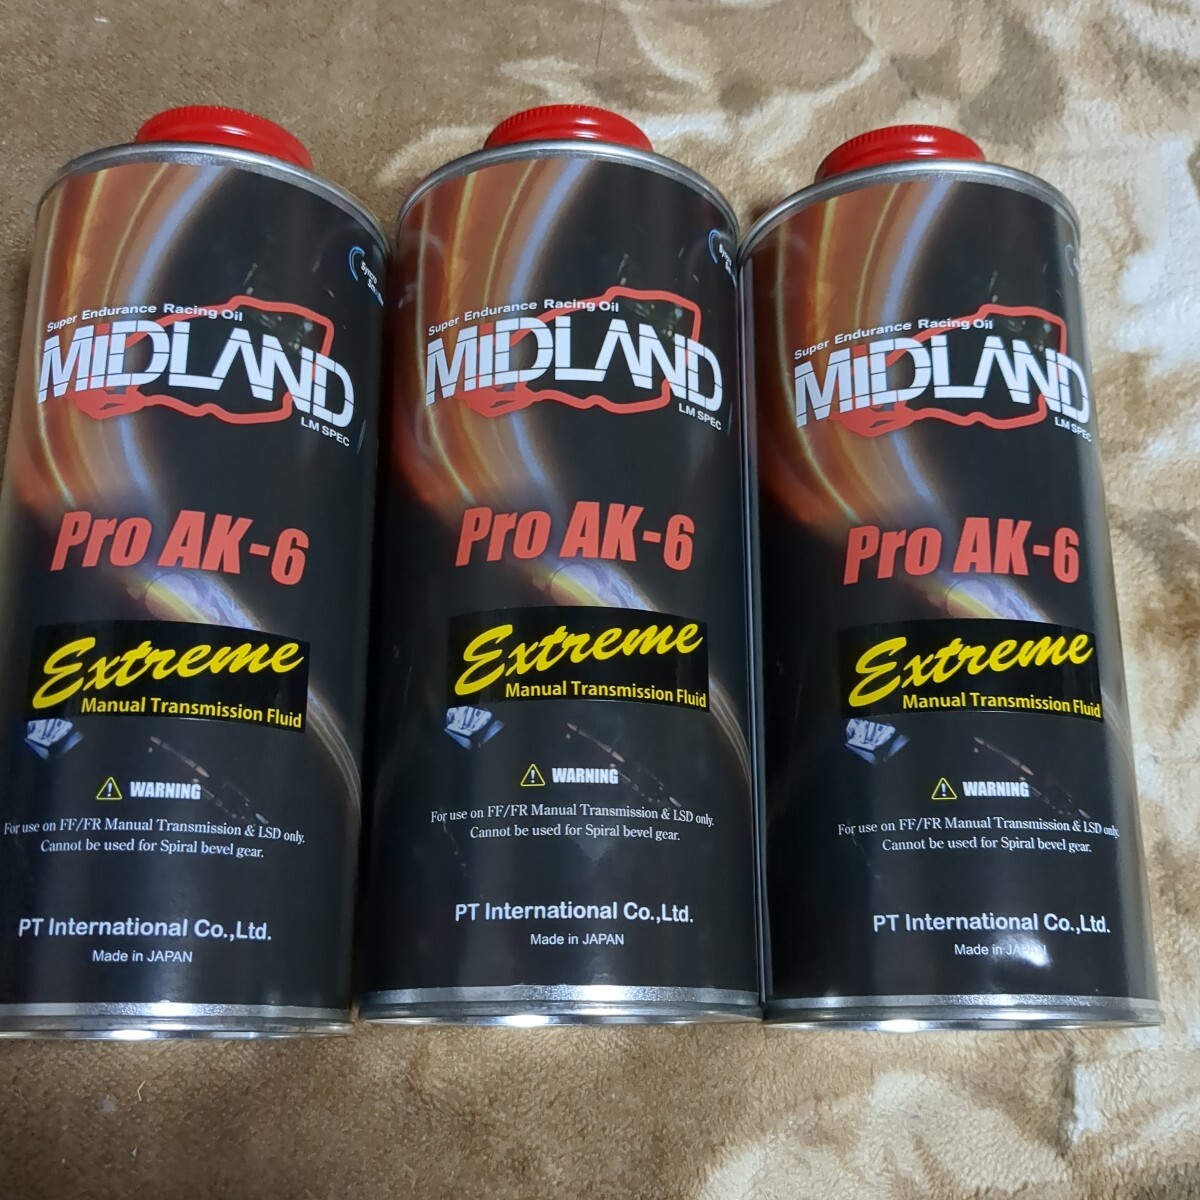 Super Endurance Racing Oil
MiDLAND
LM SPEC
Pro AK-6
Extreme
Manual Transmission Fluid
WARNING
For use on FF/FR Manual Transmission & LSD only.
Cannot be used for Spiral bevel gear.
PT International Co.,Ltd.
Made in JAPAN
Super Endurance Racing Oil
MiDLAND
LM SPEC
Pro AK-6
Extreme
Manual Transmission Fluid
WARNING
For use on FF/FR Manual Transmission & LSD only.
Cannot be used for Spiral bevel gear.
PT International Co.,Ltd.
Made in JAPAN
Super Endurance Racing Oil
MiDLAND
LM SPEC
Pro AK-6
Extreme
Manual Transmission Fluid
WARNING
For use on FF/FR Manual Transmission & LSD only.
Cannot be used for Spiral bevel gear.
PT International Co.,Ltd.
Made in JAPAN